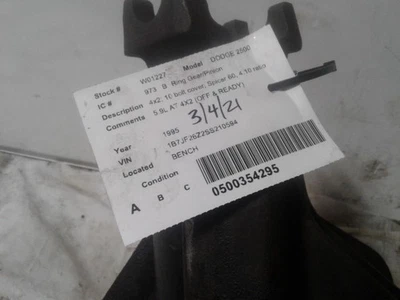 Stock # W01227 Model DODGE 2500
IC # 973 B Ring Gear/Pinion
Description 4x2, 10 bolt cover, Spicer 60, 4.10 ratio
Comments 5.9L AT 4X2 (OFF & READY)
3/4/21
Year 1995
VIN 1B7JF26Z2SS210594
Located BENCH
Condition
A B C
0500354295